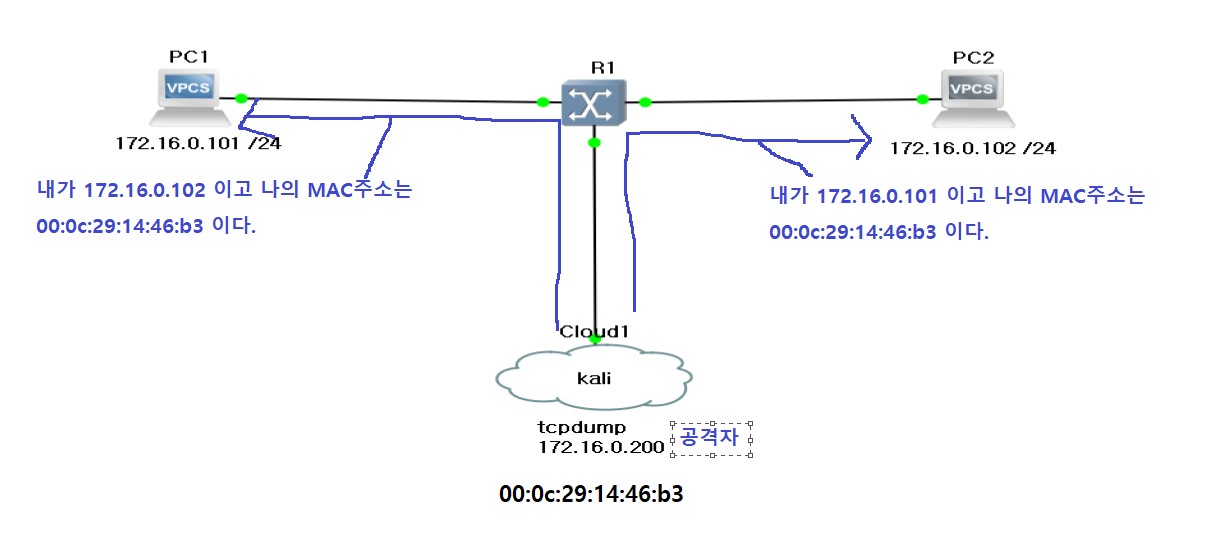 PC1
R1
PC2
VPCS
VPCS
172.16.0.101 /24
172.16.0.102 /24
내가 172.16.0.102 이고 나의 MAC주소는
00:0c:29:14:46:b3 이다.
내가 172.16.0.101 이고 나의 MAC주소는
00:0c:29:14:46:b3 이다.
Cloud1
kali
tcpdump
172.16.0.200 공격자
00:0c:29:14:46:b3